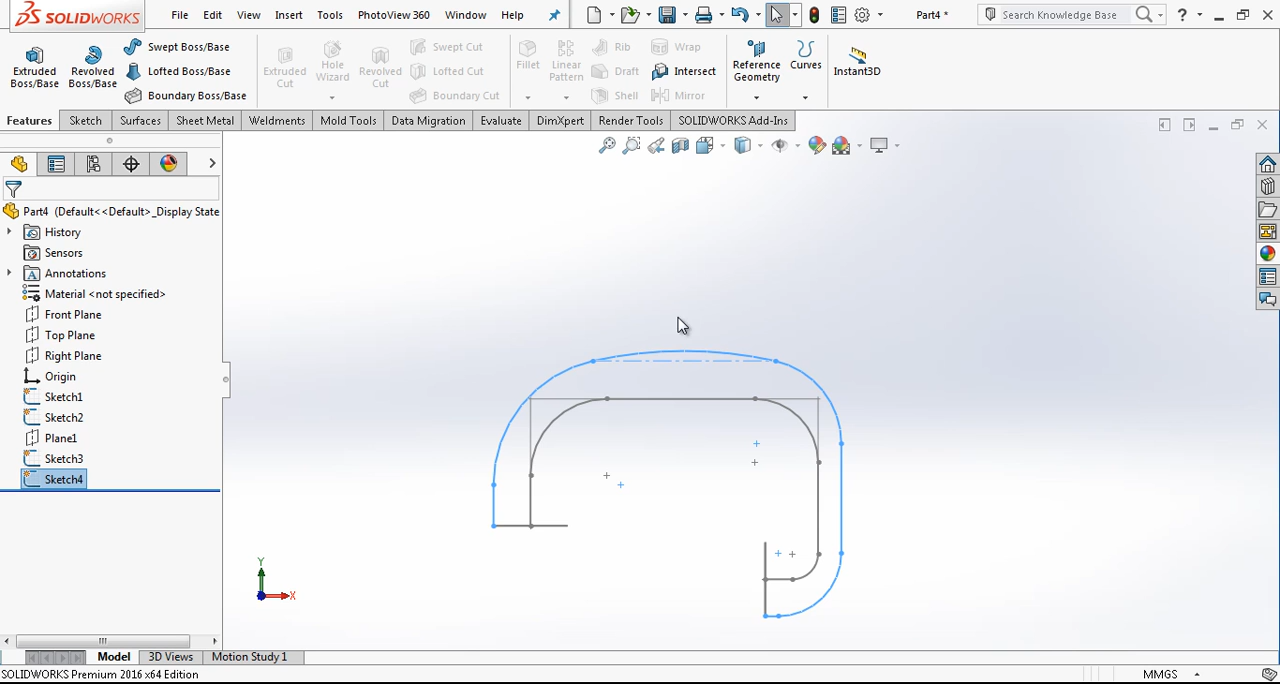 SOLIDWORKS File Edit View Insert Tools PhotoView 360 Window Help Part4 * Search Knowledge Base ?
Extruded Boss/Base
Revolved Boss/Base
Swept Boss/Base
Lofted Boss/Base
Boundary Boss/Base
Extruded Cut
Hole Wizard
Revolved Cut
Swept Cut
Lofted Cut
Boundary Cut
Fillet
Linear Pattern
Rib
Draft
Shell
Wrap
Intersect
Mirror
Reference Geometry
Curves
Instant3D
Features Sketch Surfaces Sheet Metal Weldments Mold Tools Data Migration Evaluate DimXpert Render Tools SOLIDWORKS Add-Ins
Part4 (Default<<Default>_Display State
History
Sensors
Annotations
Material <not specified>
Front Plane
Top Plane
Right Plane
Origin
Sketch1
Sketch2
Plane1
Sketch3
Sketch4
Y
X
Model 3D Views Motion Study 1
SOLIDWORKS Premium 2016 x64 Edition MMGS